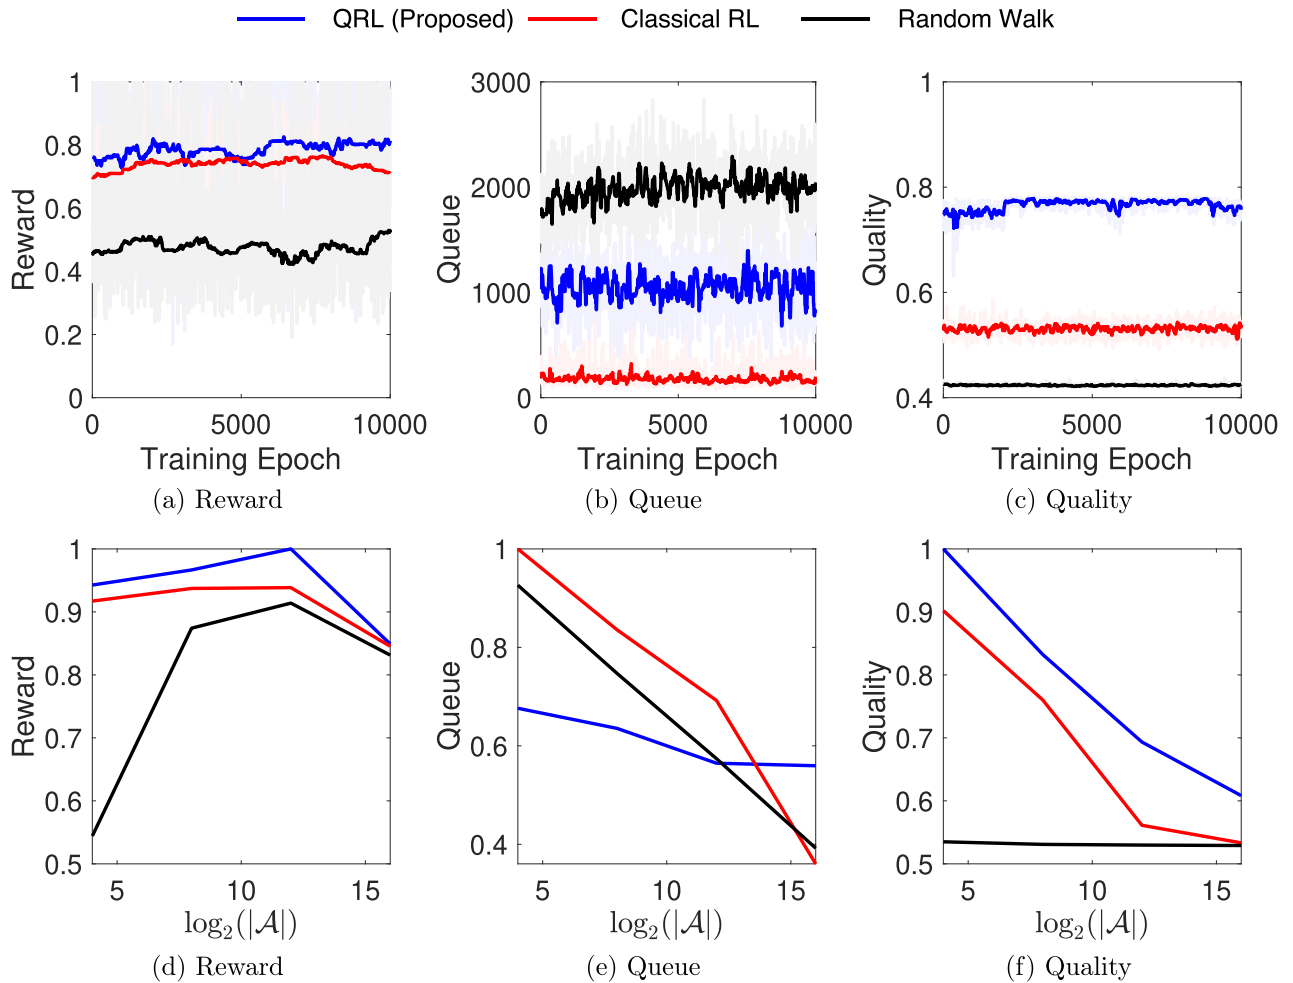 QRL (Proposed) Classical RL Random Walk
1
0.8
0.6
0.4
0.2
0
Reward
0 5000 10000
Training Epoch
(a) Reward
3000
2000
1000
0
Queue
0 5000 10000
Training Epoch
(b) Queue
1
0.8
0.6
0.4
Quality
0 5000 10000
Training Epoch
(c) Quality
1
0.9
0.8
0.7
0.6
0.5
Reward
5 10 15
log₂(|𝒜|)
(d) Reward
1
0.8
0.6
0.4
Queue
5 10 15
log₂(|𝒜|)
(e) Queue
1
0.9
0.8
0.7
0.6
0.5
Quality
5 10 15
log₂(|𝒜|)
(f) Quality